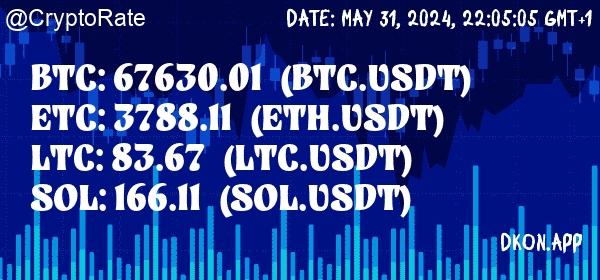 @CryptoRate
DATE: MAY 31, 2024, 22:05:05 GMT+1
BTC: 67630.01 (BTC.USDT)
ETC: 3788.11 (ETH.USDT)
LTC: 83.67 (LTC.USDT)
SOL: 166.11 (SOL.USDT)
DKON.APP